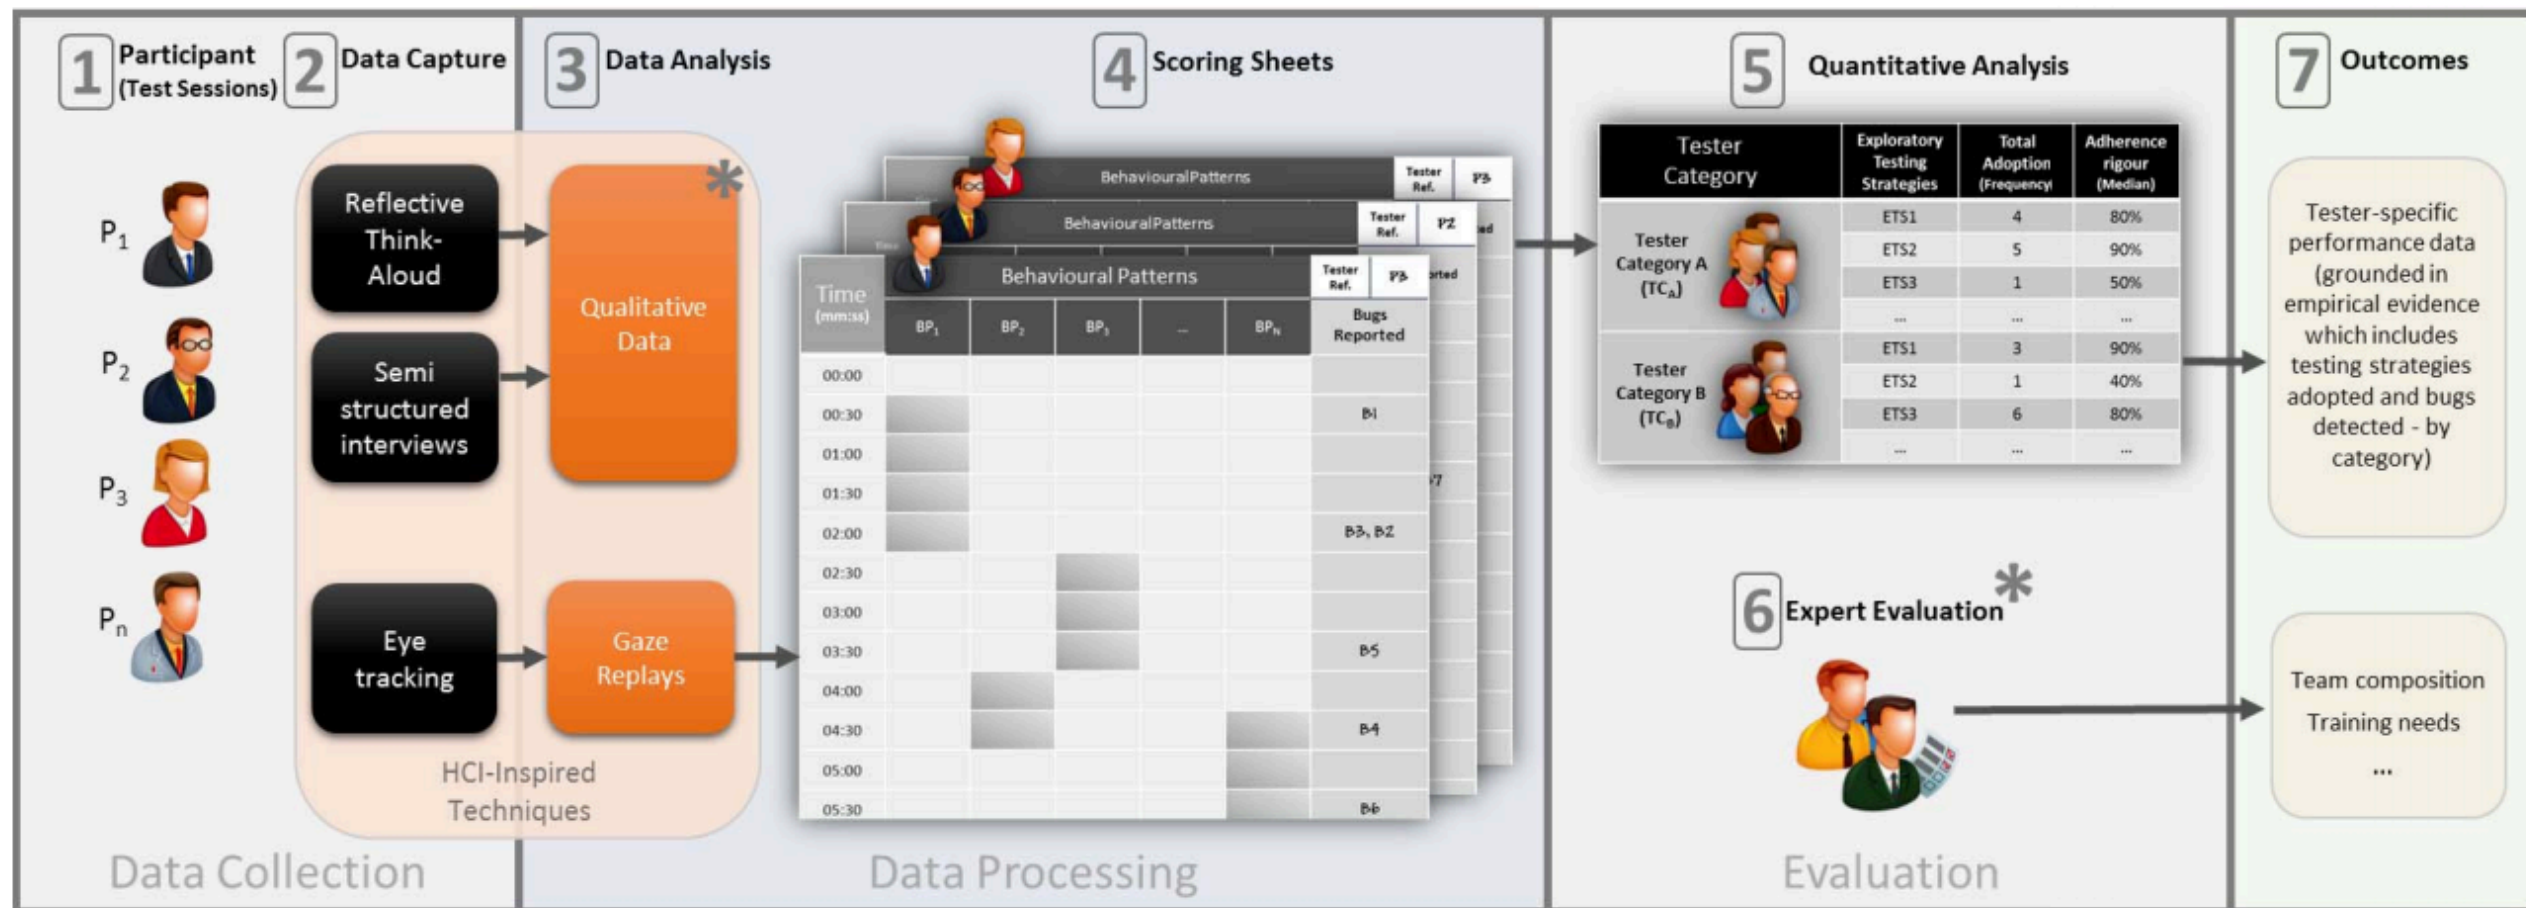 1 Participant
(Test Sessions)
2 Data Capture
3 Data Analysis
4 Scoring Sheets
5 Quantitative Analysis
7 Outcomes
P1
P2
P3
Pn
Reflective
Think-
Aloud
Semi
structured
interviews
Eye
tracking
*
Qualitative
Data
Gaze
Replays
HCI-Inspired
Techniques
BehaviouralPatterns
Tester
Ref.
P3
BehaviouralPatterns
Tester
Ref.
P2
Time
(mm:ss)
Behavioural Patterns
Tester
Ref.
P3
BP1 BP2 BP3 ... BPN
Bugs
Reported
00:00
00:30 B1
01:00
01:30
02:00 B3, B2
02:30
03:00
03:30 B5
04:00
04:30 B4
05:00
05:30 B6
Tester
Category
Exploratory
Testing
Strategies
Total
Adoption
(Frequency)
Adherence
rigour
(Median)
Tester
Category A
(TCA)
ETS1 4 80%
ETS2 5 90%
ETS3 1 50%
... ... ...
Tester
Category B
(TCB)
ETS1 3 90%
ETS2 1 40%
ETS3 6 80%
... ... ...
6 Expert Evaluation *
Tester-specific
performance data
(grounded in
empirical evidence
which includes
testing strategies
adopted and bugs
detected - by
category)
Team composition
Training needs
...
Data Collection
Data Processing
Evaluation